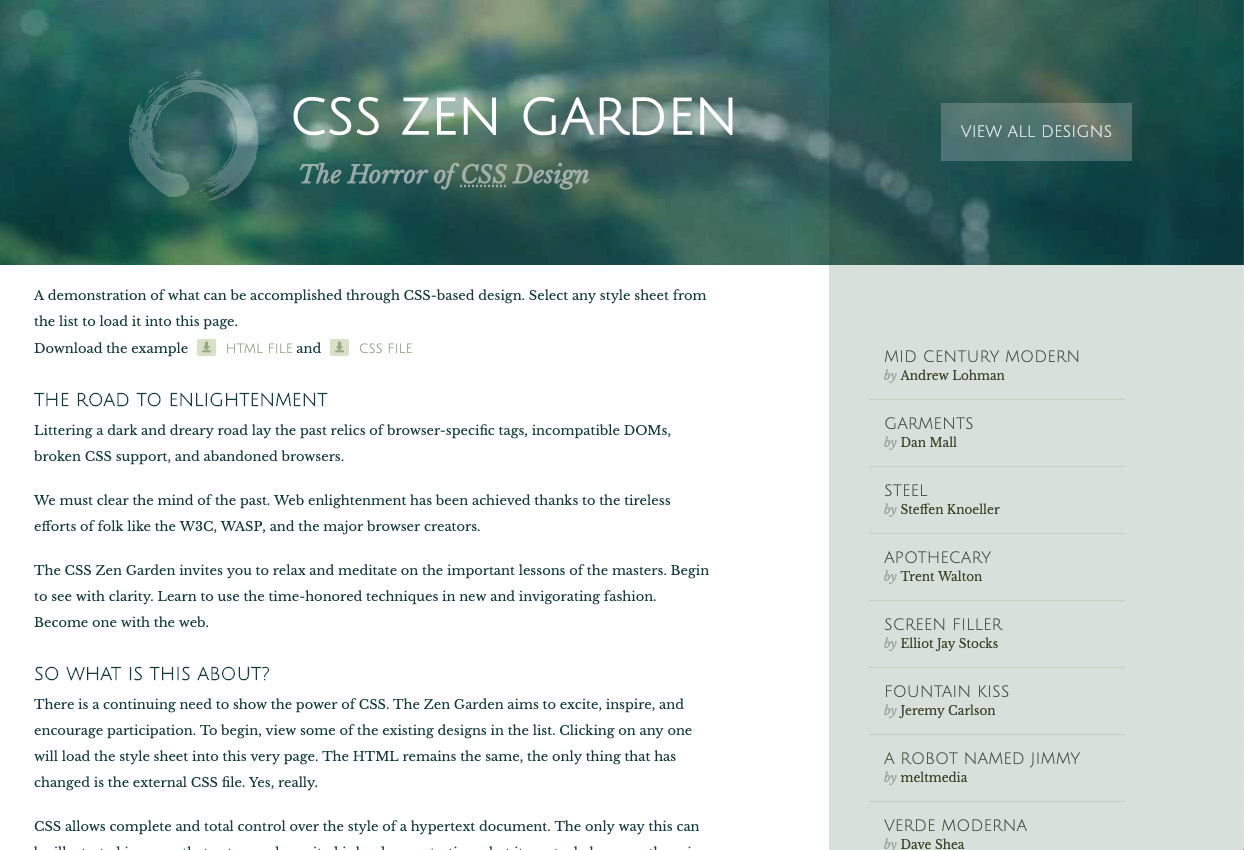 CSS ZEN GARDEN
The Horror of CSS Design
VIEW ALL DESIGNS
A demonstration of what can be accomplished through CSS-based design. Select any style sheet from
the list to load it into this page.
Download the example HTML FILE and CSS FILE
THE ROAD TO ENLIGHTENMENT
Littering a dark and dreary road lay the past relics of browser-specific tags, incompatible DOMs,
broken CSS support, and abandoned browsers.
We must clear the mind of the past. Web enlightenment has been achieved thanks to the tireless
efforts of folk like the W3C, WASP, and the major browser creators.
The CSS Zen Garden invites you to relax and meditate on the important lessons of the masters. Begin
to see with clarity. Learn to use the time-honored techniques in new and invigorating fashion.
Become one with the web.
SO WHAT IS THIS ABOUT?
There is a continuing need to show the power of CSS. The Zen Garden aims to excite, inspire, and
encourage participation. To begin, view some of the existing designs in the list. Clicking on any one
will load the style sheet into this very page. The HTML remains the same, the only thing that has
changed is the external CSS file. Yes, really.
CSS allows complete and total control over the style of a hypertext document. The only way this can
MID CENTURY MODERN
by Andrew Lohman
GARMENTS
by Dan Mall
STEEL
by Steffen Knoeller
APOTHECARY
by Trent Walton
SCREEN FILLER
by Elliot Jay Stocks
FOUNTAIN KISS
by Jeremy Carlson
A ROBOT NAMED JIMMY
by meltmedia
VERDE MODERNA
by Dave Shea